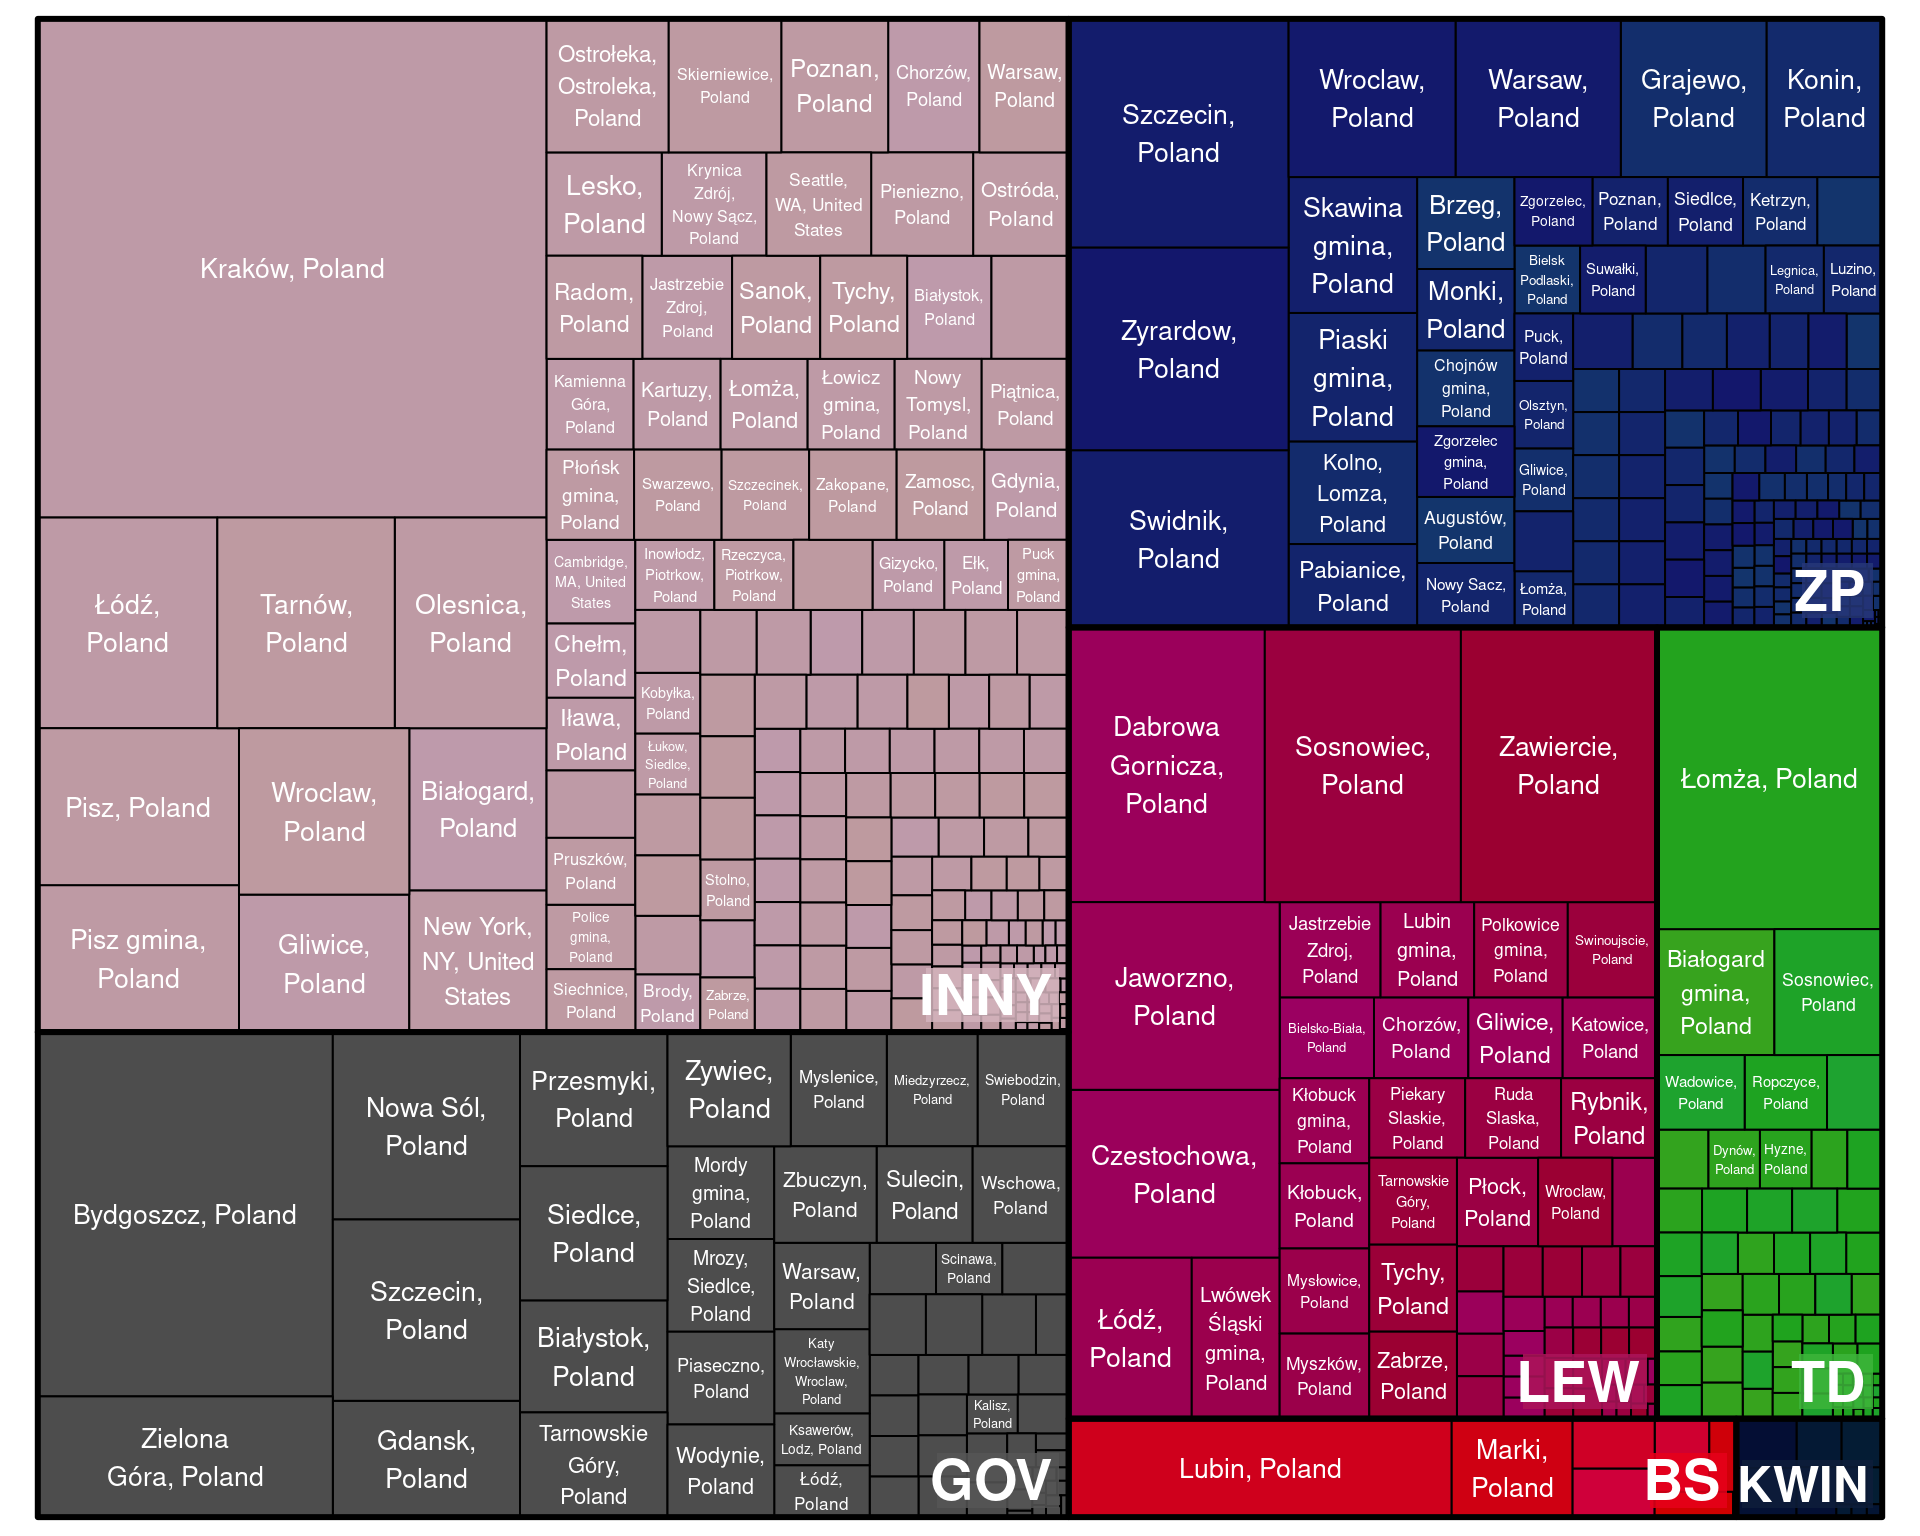 Kraków, Poland
Łódź,
Poland
Tarnów,
Poland
Olesnica,
Poland
Pisz, Poland
Wroclaw,
Poland
Białogard,
Poland
Pisz gmina,
Poland
Gliwice,
Poland
New York,
NY, United
States
Ostrołeka,
Ostroleka,
Poland
Skierniewice,
Poland
Poznan,
Poland
Chorzów,
Poland
Warsaw,
Poland
Lesko,
Poland
Krynica
Zdrój,
Nowy Sącz,
Poland
Seattle,
WA, United
States
Pieniezno,
Poland
Ostróda,
Poland
Radom,
Poland
Jastrzebie
Zdroj,
Poland
Sanok,
Poland
Tychy,
Poland
Białystok,
Poland
Kamienna
Góra,
Poland
Kartuzy,
Poland
Łomża,
Poland
Łowicz
gmina,
Poland
Nowy
Tomysl,
Poland
Piątnica,
Poland
Płońsk
gmina,
Poland
Swarzewo,
Poland
Szczecinek,
Poland
Zakopane,
Poland
Zamosc,
Poland
Gdynia,
Poland
Cambridge,
MA, United
States
Inowłodz,
Piotrkow,
Poland
Rzeczyca,
Piotrkow,
Poland
Gizycko,
Poland
Ełk,
Poland
Puck
gmina,
Poland
Chełm,
Poland
Kobyłka,
Poland
Iława,
Poland
Łukow,
Siedlce,
Poland
Pruszków,
Poland
Stolno,
Poland
Police
gmina,
Poland
Siechnice,
Poland
Brody,
Poland
Zabrze,
Poland
INNY
Bydgoszcz, Poland
Zielona
Góra, Poland
Nowa Sól,
Poland
Szczecin,
Poland
Gdansk,
Poland
Przesmyki,
Poland
Siedlce,
Poland
Białystok,
Poland
Tarnowskie
Góry,
Poland
Zywiec,
Poland
Myslenice,
Poland
Miedzyrzecz,
Poland
Swiebodzin,
Poland
Mordy
gmina,
Poland
Zbuczyn,
Poland
Sulecin,
Poland
Wschowa,
Poland
Mrozy,
Siedlce,
Poland
Warsaw,
Poland
Scinawa,
Poland
Piaseczno,
Poland
Katy
Wrocławskie,
Wroclaw,
Poland
Kalisz,
Poland
Wodynie,
Poland
Ksawerów,
Lodz, Poland
Łódź,
Poland
GOV
Szczecin,
Poland
Zyrardow,
Poland
Swidnik,
Poland
Wroclaw,
Poland
Warsaw,
Poland
Grajewo,
Poland
Konin,
Poland
Skawina
gmina,
Poland
Piaski
gmina,
Poland
Kolno,
Lomza,
Poland
Pabianice,
Poland
Brzeg,
Poland
Monki,
Poland
Chojnów
gmina,
Poland
Zgorzelec
gmina,
Poland
Augustów,
Poland
Nowy Sacz,
Poland
Zgorzelec,
Poland
Poznan,
Poland
Siedlce,
Poland
Ketrzyn,
Poland
Bielsk
Podlaski,
Poland
Suwałki,
Poland
Legnica,
Poland
Luzino,
Poland
Puck,
Poland
Olsztyn,
Poland
Gliwice,
Poland
Łomża,
Poland
ZP
Dabrowa
Gornicza,
Poland
Sosnowiec,
Poland
Zawiercie,
Poland
Jaworzno,
Poland
Czestochowa,
Poland
Łódź,
Poland
Lwówek
Śląski
gmina,
Poland
Jastrzebie
Zdroj,
Poland
Lubin
gmina,
Poland
Polkowice
gmina,
Poland
Swinoujscie,
Poland
Bielsko-Biała,
Poland
Chorzów,
Poland
Gliwice,
Poland
Katowice,
Poland
Kłobuck
gmina,
Poland
Piekary
Slaskie,
Poland
Ruda
Slaska,
Poland
Rybnik,
Poland
Kłobuck,
Poland
Tarnowskie
Góry,
Poland
Płock,
Poland
Wroclaw,
Poland
Mysłowice,
Poland
Tychy,
Poland
Myszków,
Poland
Zabrze,
Poland
LEW
Łomża, Poland
Białogard
gmina,
Poland
Sosnowiec,
Poland
Wadowice,
Poland
Ropczyce,
Poland
Dynów,
Poland
Hyzne,
Poland
TD
Lubin, Poland
Marki,
Poland
BS
KWIN